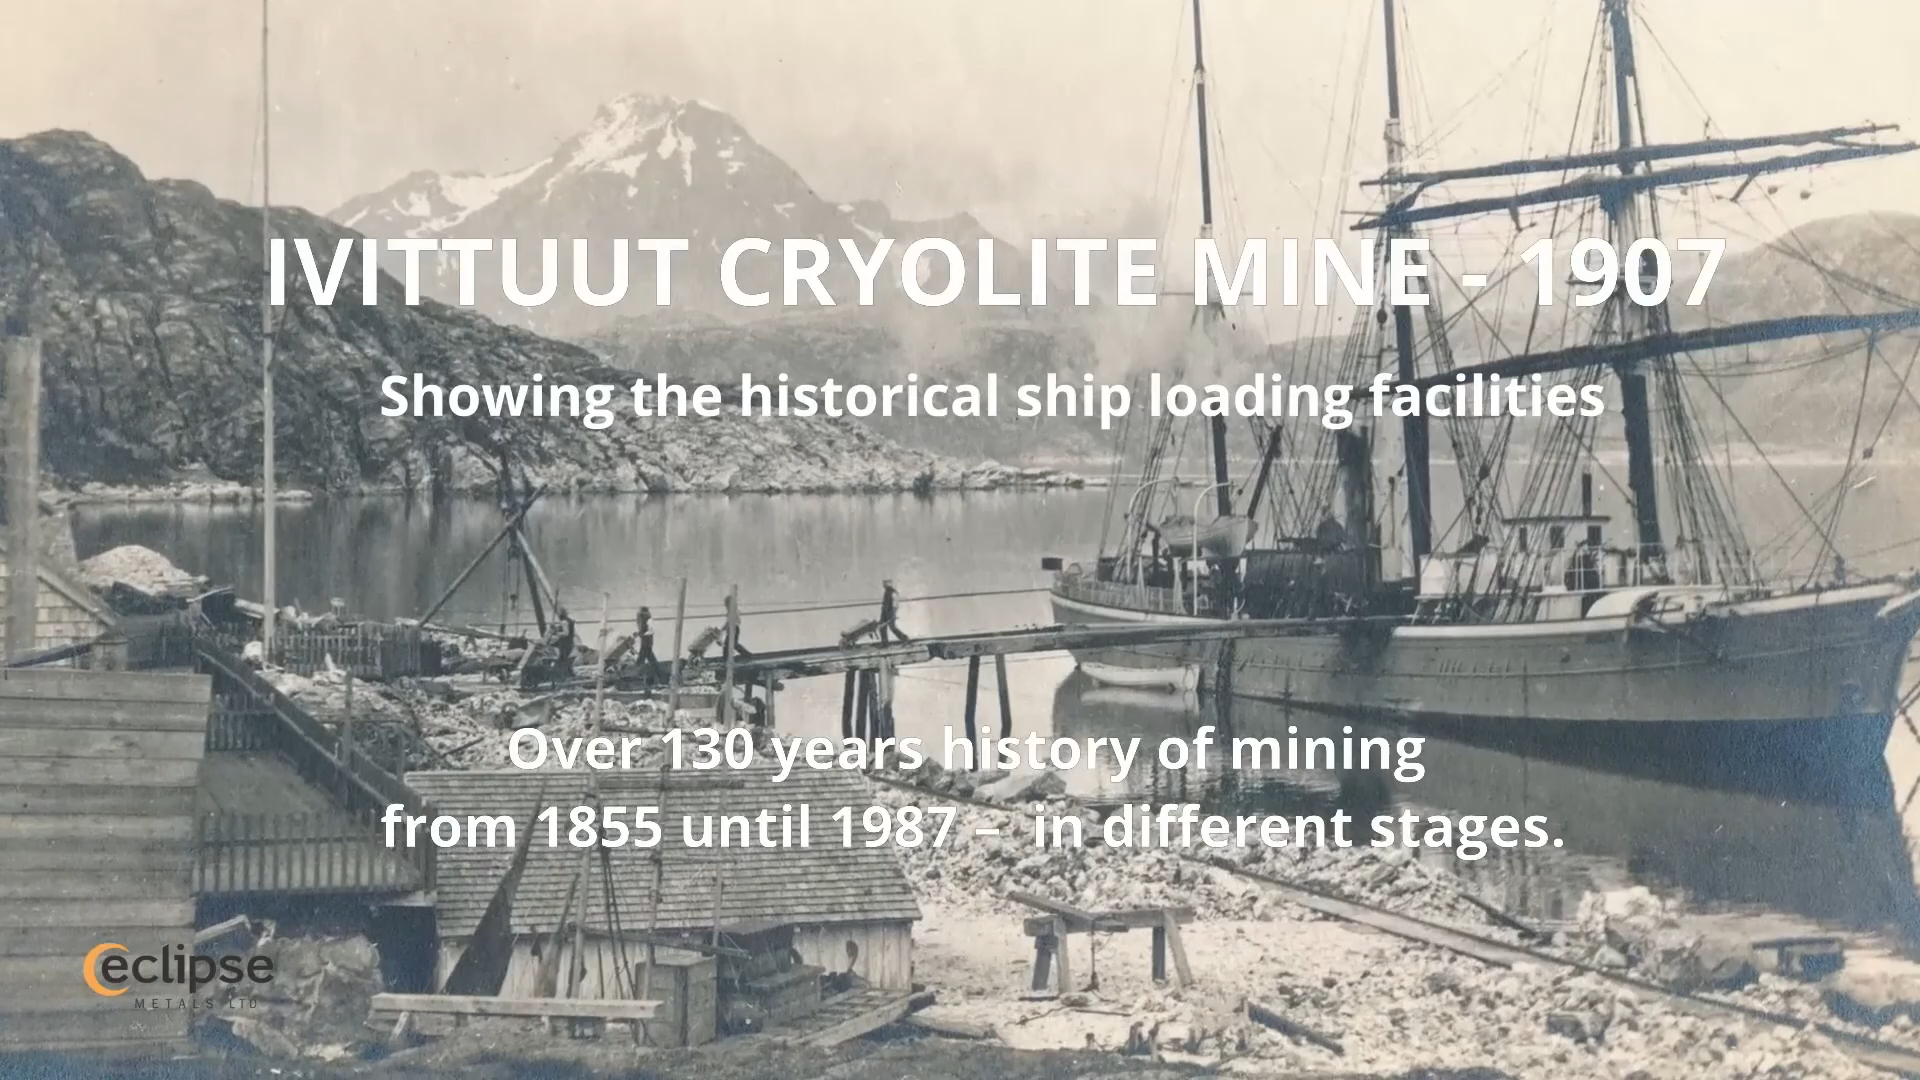 IVITTUUT CRYOLITE MINE - 1907
Showing the historical ship loading facilities
Over 130 years history of mining
from 1855 until 1987 – in different stages.
eclipse
METALS LTD